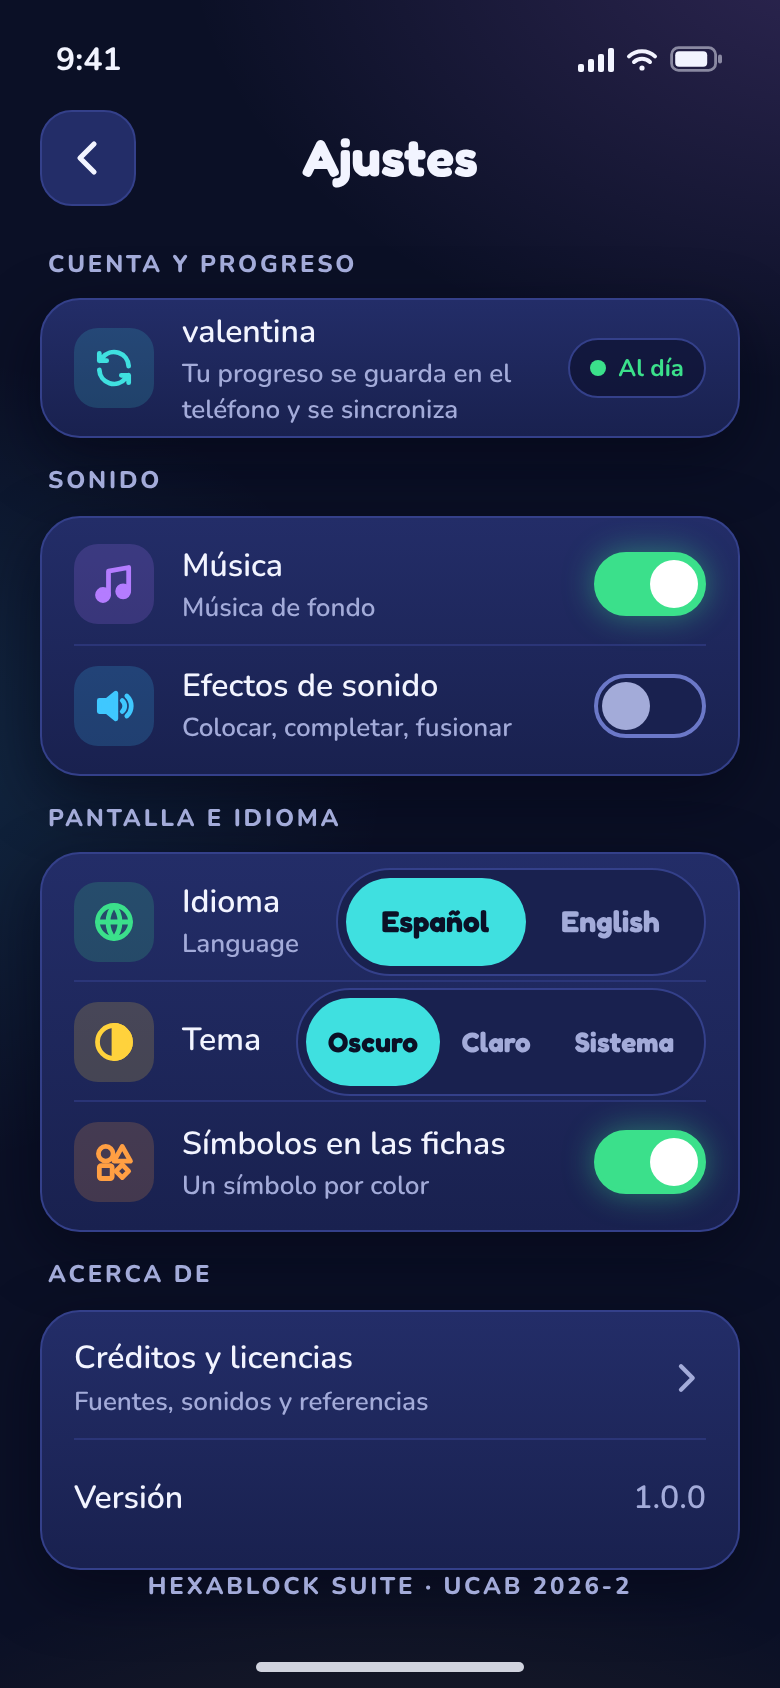 9:41
Ajustes
CUENTA Y PROGRESO
valentina
Tu progreso se guarda en el
teléfono y se sincroniza
Al día
SONIDO
Música
Música de fondo
Efectos de sonido
Colocar, completar, fusionar
PANTALLA E IDIOMA
Idioma
Language
Español
English
Tema
Oscuro
Claro
Sistema
Símbolos en las fichas
Un símbolo por color
ACERCA DE
Créditos y licencias
Fuentes, sonidos y referencias
Versión
1.0.0
HEXABLOCK SUITE · UCAB 2026-2